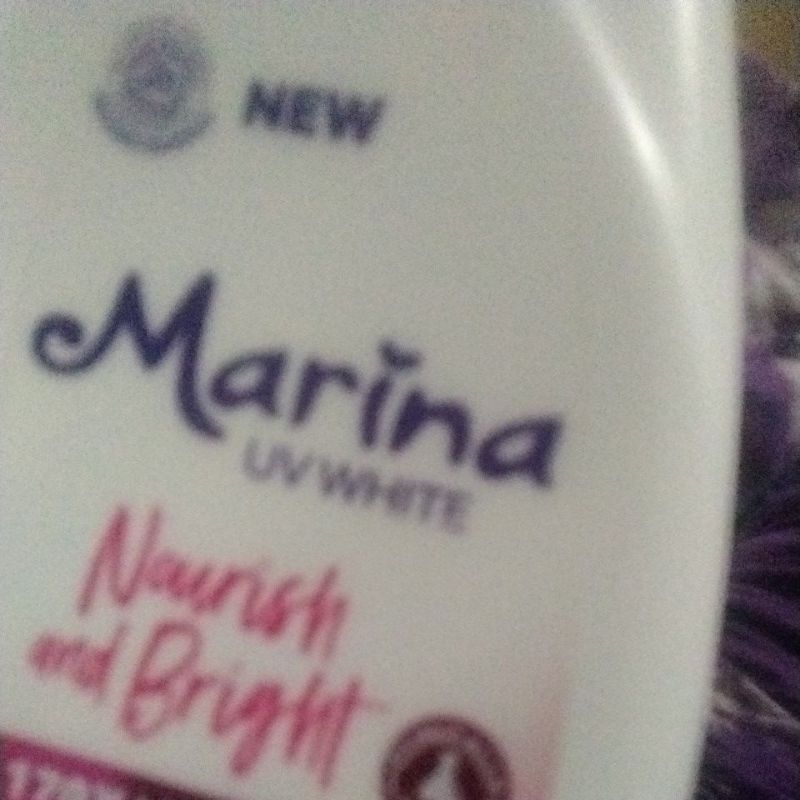 NEW
Marina
UV WHITE
Nourish
and Bright